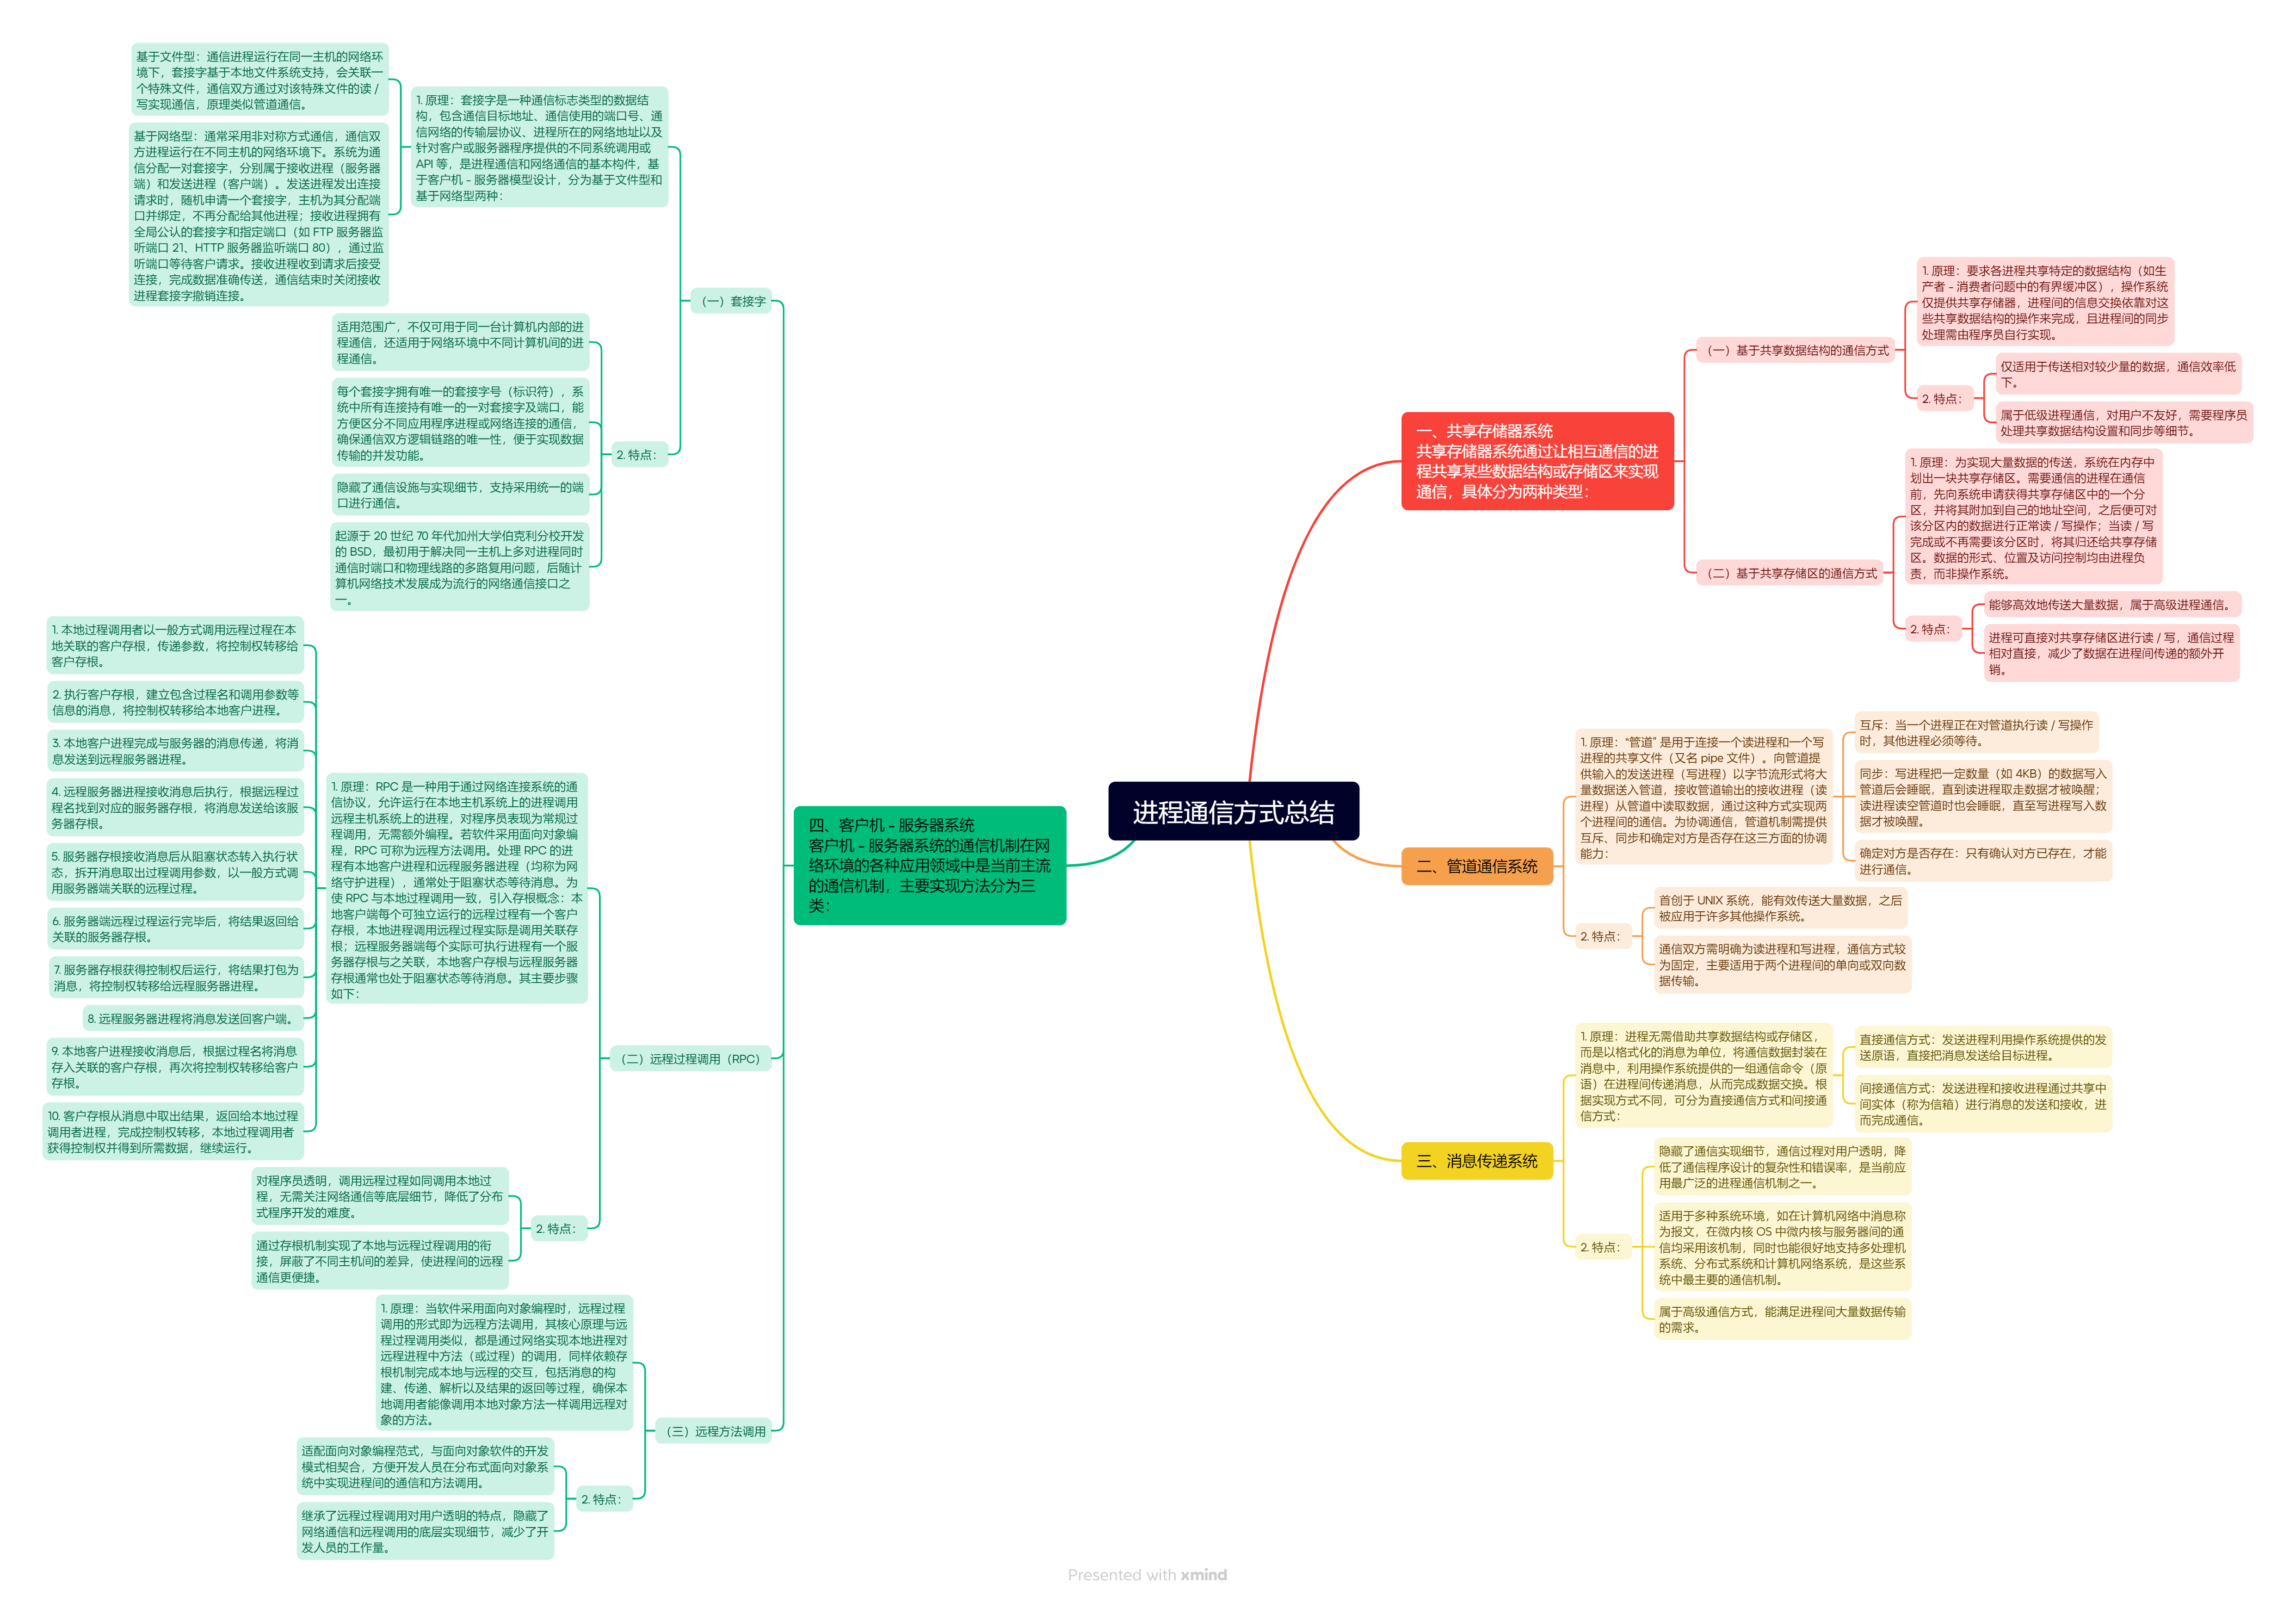 进程通信方式总结
一、共享存储器系统
共享存储器系统通过让相互通信的进
程共享某些数据结构或存储区来实现
通信，具体分为两种类型：
（一）基于共享数据结构的通信方式
1. 原理：要求各进程共享特定的数据结构（如生
产者 - 消费者问题中的有界缓冲区），操作系统
仅提供共享存储器，进程间的信息交换依靠对这
些共享数据结构的操作来完成，且进程间的同步
处理需由程序员自行实现。
2. 特点：
仅适用于传送相对较少量的数据，通信效率低
下。
属于低级进程通信，对用户不友好，需要程序员
处理共享数据结构设置和同步等细节。
（二）基于共享存储区的通信方式
1. 原理：为实现大量数据的传送，系统在内存中
划出一块共享存储区。需要通信的进程在通信
前，先向系统申请获得共享存储区中的一个分
区，并将其附加到自己的地址空间，之后便可对
该分区内的数据进行正常读 / 写操作；当读 / 写
完成或不再需要该分区时，将其归还给共享存储
区。数据的形式、位置及访问控制均由进程负
责，而非操作系统。
2. 特点：
能够高效地传送大量数据，属于高级进程通信。
进程可直接对共享存储区进行读 / 写，通信过程
相对直接，减少了数据在进程间传递的额外开
销。
二、管道通信系统
1. 原理：“管道” 是用于连接一个读进程和一个写
进程的共享文件（又名 pipe 文件）。向管道提
供输入的发送进程（写进程）以字节流形式将大
量数据送入管道，接收管道输出的接收进程（读
进程）从管道中读取数据，通过这种方式实现两
个进程间的通信。为协调通信，管道机制需提供
互斥、同步和确定对方是否存在这三方面的协调
能力：
互斥：当一个进程正在对管道执行读 / 写操作
时，其他进程必须等待。
同步：写进程把一定数量（如 4KB）的数据写入
管道后会睡眠，直到读进程取走数据才被唤醒；
读进程读空管道时也会睡眠，直至写进程写入数
据才被唤醒。
确定对方是否存在：只有确认对方已存在，才能
进行通信。
2. 特点：
首创于 UNIX 系统，能有效传送大量数据，之后
被应用于许多其他操作系统。
通信双方需明确为读进程和写进程，通信方式较
为固定，主要适用于两个进程间的单向或双向数
据传输。
三、消息传递系统
1. 原理：进程无需借助共享数据结构或存储区，
而是以格式化的消息为单位，将通信数据封装在
消息中，利用操作系统提供的一组通信命令（原
语）在进程间传递消息，从而完成数据交换。根
据实现方式不同，可分为直接通信方式和间接通
信方式：
直接通信方式：发送进程利用操作系统提供的发
送原语，直接把消息发送给目标进程。
间接通信方式：发送进程和接收进程通过共享中
间实体（称为信箱）进行消息的发送和接收，进
而完成通信。
2. 特点：
隐藏了通信实现细节，通信过程对用户透明，降
低了通信程序设计的复杂性和错误率，是当前应
用最广泛的进程通信机制之一。
适用于多种系统环境，如在计算机网络中消息称
为报文，在微内核 OS 中微内核与服务器间的通
信均采用该机制，同时也能很好地支持多处理机
系统、分布式系统和计算机网络系统，是这些系
统中最主要的通信机制。
属于高级通信方式，能满足进程间大量数据传输
的需求。
四、客户机 - 服务器系统
客户机 - 服务器系统的通信机制在网
络环境的各种应用领域中是当前主流
的通信机制，主要实现方法分为三
类：
（一）套接字
1. 原理：套接字是一种通信标志类型的数据结
构，包含通信目标地址、通信使用的端口号、通
信网络的传输层协议、进程所在的网络地址以及
针对客户或服务器程序提供的不同系统调用或
API 等，是进程通信和网络通信的基本构件，基
于客户机 - 服务器模型设计，分为基于文件型和
基于网络型两种：
基于文件型：通信进程运行在同一主机的网络环
境下，套接字基于本地文件系统支持，会关联一
个特殊文件，通信双方通过对该特殊文件的读 /
写实现通信，原理类似管道通信。
基于网络型：通常采用非对称方式通信，通信双
方进程运行在不同主机的网络环境下。系统为通
信分配一对套接字，分别属于接收进程（服务器
端）和发送进程（客户端）。发送进程发出连接
请求时，随机申请一个套接字，主机为其分配端
口并绑定，不再分配给其他进程；接收进程拥有
全局公认的套接字和指定端口（如 FTP 服务器监
听端口 21、HTTP 服务器监听端口 80），通过监
听端口等待客户请求。接收进程收到请求后接受
连接，完成数据准确传送，通信结束时关闭接收
进程套接字撤销连接。
2. 特点：
适用范围广，不仅可用于同一台计算机内部的进
程通信，还适用于网络环境中不同计算机间的进
程通信。
每个套接字拥有唯一的套接字号（标识符），系
统中所有连接持有唯一的一对套接字及端口，能
方便区分不同应用程序进程或网络连接的通信，
确保通信双方逻辑链路的唯一性，便于实现数据
传输的并发功能。
隐藏了通信设施与实现细节，支持采用统一的端
口进行通信。
起源于 20 世纪 70 年代加州大学伯克利分校开发
的 BSD，最初用于解决同一主机上多对进程同时
通信时端口和物理线路的多路复用问题，后随计
算机网络技术发展成为流行的网络通信接口之
一。
（二）远程过程调用（RPC）
1. 原理：RPC 是一种用于通过网络连接系统的通
信协议，允许运行在本地主机系统上的进程调用
远程主机系统上的进程，对程序员表现为常规过
程调用，无需额外编程。若软件采用面向对象编
程，RPC 可称为远程方法调用。处理 RPC 的进
程有本地客户进程和远程服务器进程（均称为网
络守护进程），通常处于阻塞状态等待消息。为
使 RPC 与本地过程调用一致，引入存根概念：本
地客户端每个可独立运行的远程过程有一个客户
存根，本地进程调用远程过程实际是调用关联存
根；远程服务器端每个实际可执行进程有一个服
务器存根与之关联，本地客户存根与远程服务器
存根通常也处于阻塞状态等待消息。其主要步骤
如下：
1. 本地过程调用者以一般方式调用远程过程在本
地关联的客户存根，传递参数，将控制权转移给
客户存根。
2. 执行客户存根，建立包含过程名和调用参数等
信息的消息，将控制权转移给本地客户进程。
3. 本地客户进程完成与服务器的消息传递，将消
息发送到远程服务器进程。
4. 远程服务器进程接收消息后执行，根据远程过
程名找到对应的服务器存根，将消息发送给该服
务器存根。
5. 服务器存根接收消息后从阻塞状态转入执行状
态，拆开消息取出过程调用参数，以一般方式调
用服务器端关联的远程过程。
6. 服务器端远程过程运行完毕后，将结果返回给
关联的服务器存根。
7. 服务器存根获得控制权后运行，将结果打包为
消息，将控制权转移给远程服务器进程。
8. 远程服务器进程将消息发送回客户端。
9. 本地客户进程接收消息后，根据过程名将消息
存入关联的客户存根，再次将控制权转移给客户
存根。
10. 客户存根从消息中取出结果，返回给本地过程
调用者进程，完成控制权转移，本地过程调用者
获得控制权并得到所需数据，继续运行。
2. 特点：
对程序员透明，调用远程过程如同调用本地过
程，无需关注网络通信等底层细节，降低了分布
式程序开发的难度。
通过存根机制实现了本地与远程过程调用的衔
接，屏蔽了不同主机间的差异，使进程间的远程
通信更便捷。
（三）远程方法调用
1. 原理：当软件采用面向对象编程时，远程过程
调用的形式即为远程方法调用，其核心原理与远
程过程调用类似，都是通过网络实现本地进程对
远程进程中方法（或过程）的调用，同样依赖存
根机制完成本地与远程的交互，包括消息的构
建、传递、解析以及结果的返回等过程，确保本
地调用者能像调用本地对象方法一样调用远程对
象的方法。
2. 特点：
适配面向对象编程范式，与面向对象软件的开发
模式相契合，方便开发人员在分布式面向对象系
统中实现进程间的通信和方法调用。
继承了远程过程调用对用户透明的特点，隐藏了
网络通信和远程调用的底层实现细节，减少了开
发人员的工作量。
Presented with xmind